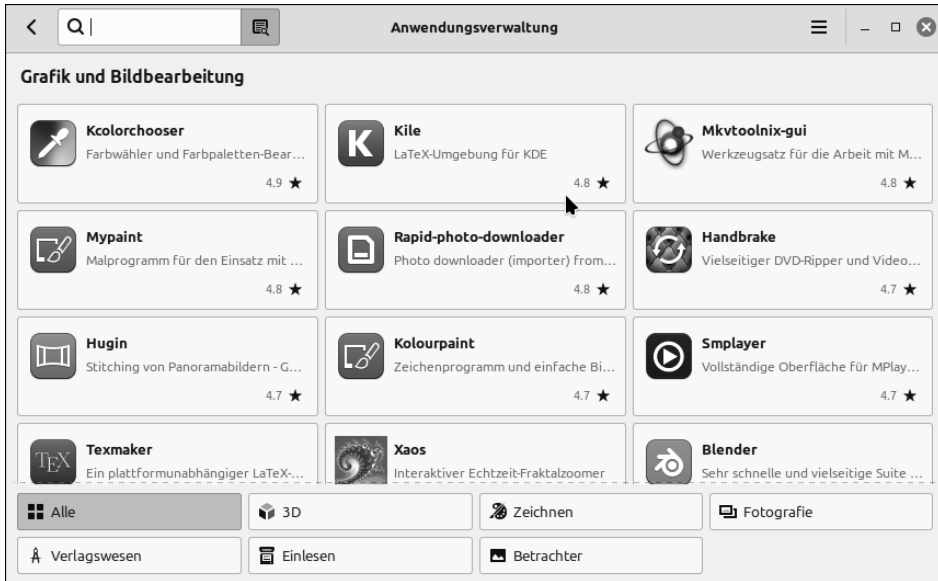 Anwendungsverwaltung
Grafik und Bildbearbeitung
Kcolorchooser
Farbwähler und Farbpaletten-Bear...
4.9 ★
Kile
LaTeX-Umgebung für KDE
4.8 ★
Mkvtoolnix-gui
Werkzeugsatz für die Arbeit mit M...
4.8 ★
Mypaint
Malprogramm für den Einsatz mit ...
4.8 ★
Rapid-photo-downloader
Photo downloader (importer) from...
4.8 ★
Handbrake
Vielseitiger DVD-Ripper und Video...
4.7 ★
Hugin
Stitching von Panoramabildern - G...
4.7 ★
Kolourpaint
Zeichenprogramm und einfache Bi...
4.7 ★
Smplayer
Vollständige Oberfläche für MPlay...
4.7 ★
TEX
Texmaker
Ein plattformunabhängiger LaTeX-...
Xaos
Interaktiver Echtzeit-Fraktalzoomer
Blender
Sehr schnelle und vielseitige Suite ...
Alle
3D
Zeichnen
Fotografie
Verlagswesen
Einlesen
Betrachter